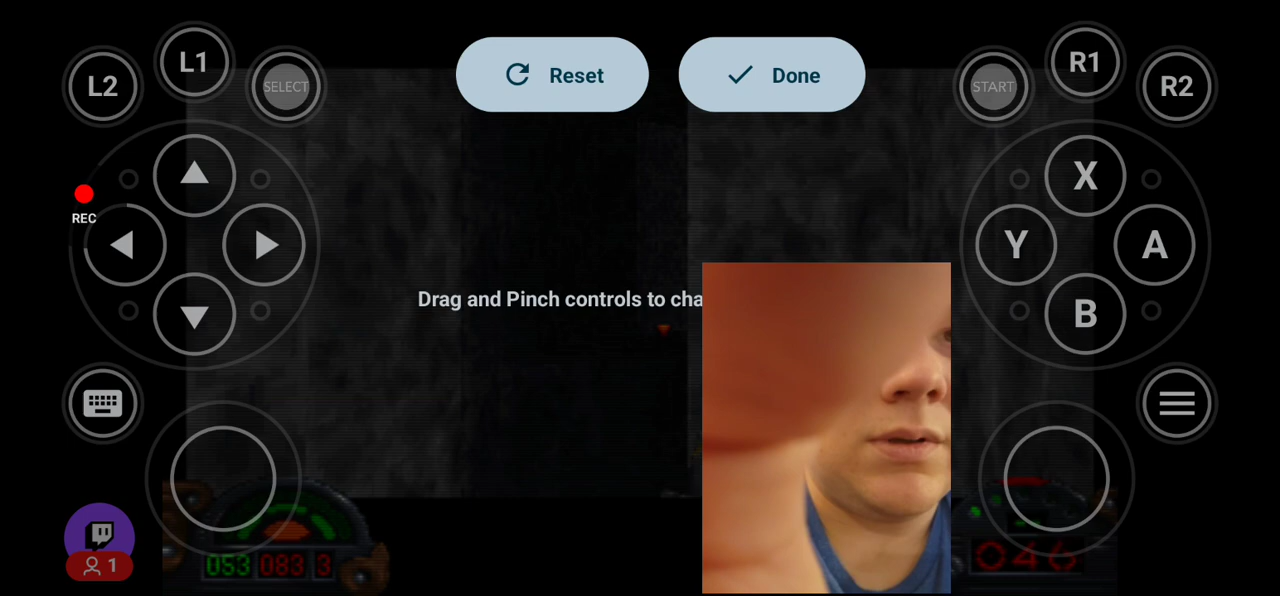 L2
L1
SELECT
Reset
Done
START
R1
R2
REC
X
Y
A
B
Drag and Pinch controls to cha
1
053
083
3
046